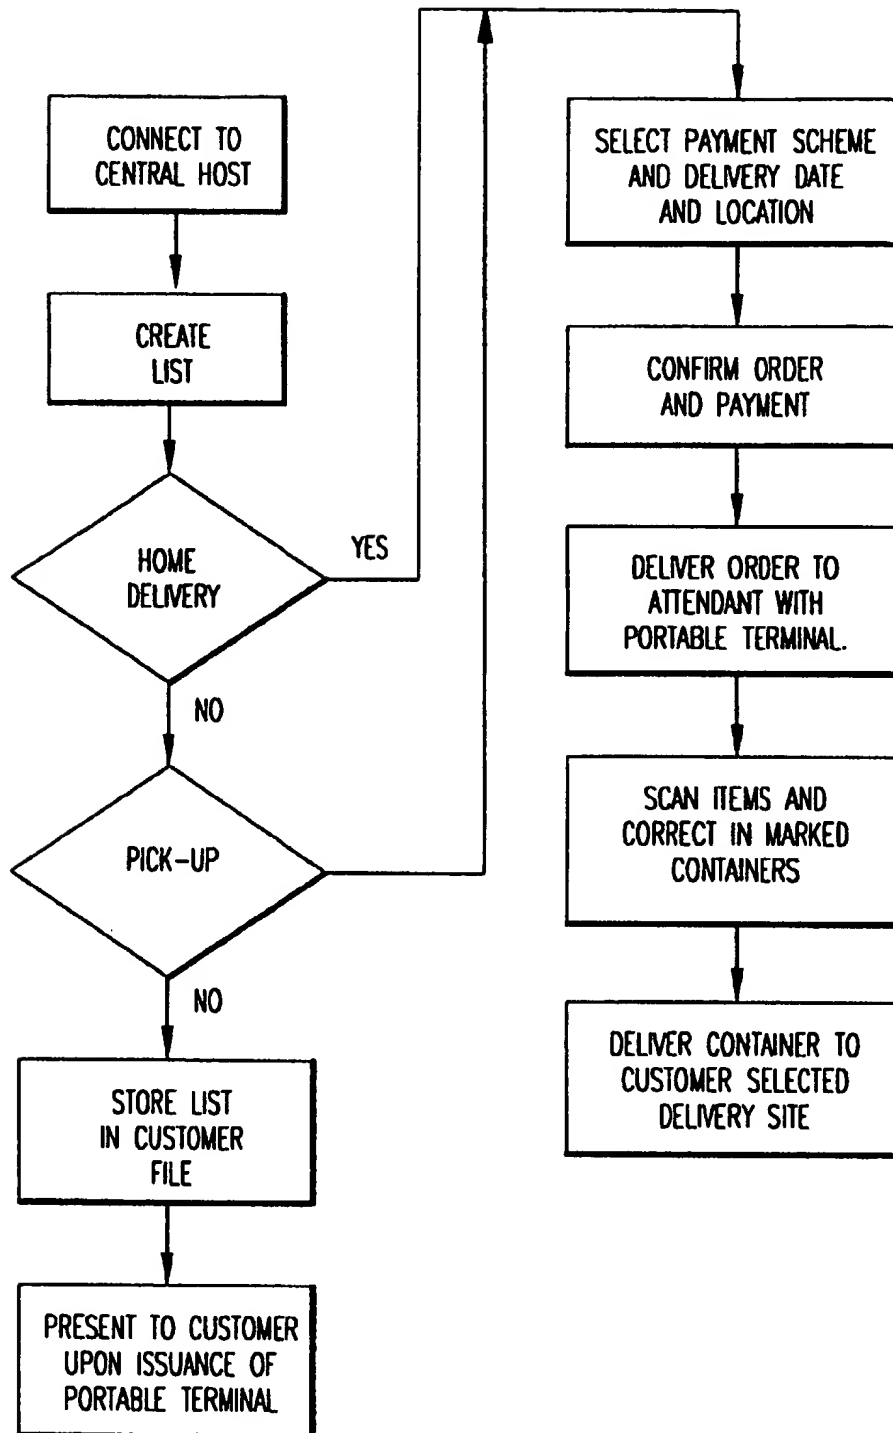 CONNECT TO
CENTRAL HOST
CREATE
LIST
HOME
DELIVERY
YES
NO
PICK-UP
NO
STORE LIST
IN CUSTOMER
FILE
PRESENT TO CUSTOMER
UPON ISSUANCE OF
PORTABLE TERMINAL
SELECT PAYMENT SCHEME
AND DELIVERY DATE
AND LOCATION
CONFIRM ORDER
AND PAYMENT
DELIVER ORDER TO
ATTENDANT WITH
PORTABLE TERMINAL.
SCAN ITEMS AND
CORRECT IN MARKED
CONTAINERS
DELIVER CONTAINER TO
CUSTOMER SELECTED
DELIVERY SITE